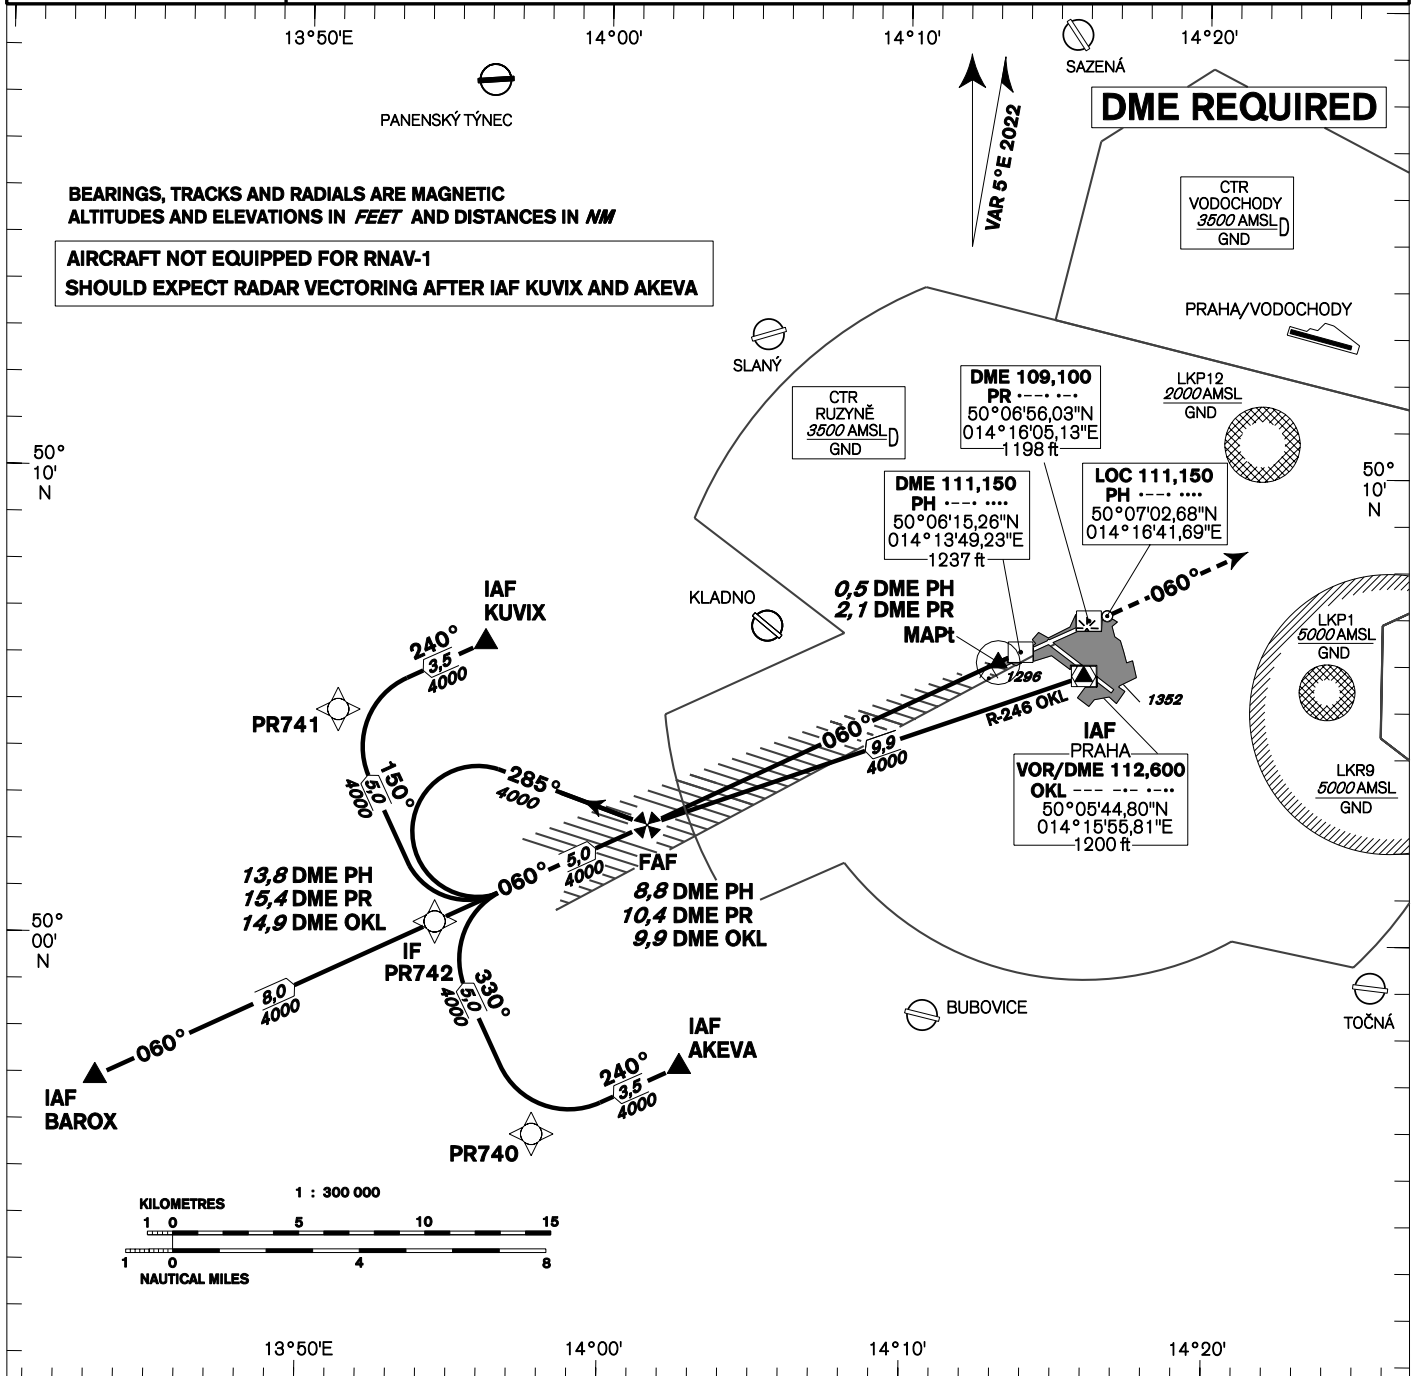 13°50'E
14°00'
14°10'
14°20'
SAZENÁ
PANENSKÝ TÝNEC
DME REQUIRED
VAR 5°E 2022
BEARINGS, TRACKS AND RADIALS ARE MAGNETIC
ALTITUDES AND ELEVATIONS IN FEET AND DISTANCES IN NM
AIRCRAFT NOT EQUIPPED FOR RNAV-1
SHOULD EXPECT RADAR VECTORING AFTER IAF KUVIX AND AKEVA
CTR
VODOCHODY
3500 AMSL D
GND
PRAHA/VODOCHODY
SLANÝ
DME 109,100
PR ·--· ·-·
50°06'56,03"N
014°16'05,13"E
1198 ft
LKP12
2000 AMSL
GND
CTR
RUZYNĚ
3500 AMSL D
GND
50°
10'
N
50°
10'
N
DME 111,150
PH ·--· ····
50°06'15,26"N
014°13'49,23"E
1237 ft
LOC 111,150
PH ·--· ····
50°07'02,68"N
014°16'41,69"E
060°
0,5 DME PH
2,1 DME PR
MAPt
KLADNO
IAF
KUVIX
240°
3,5
4000
LKP1
5000 AMSL
GND
1296
1352
PR741
R-246 OKL
060°
9,9
4000
IAF
PRAHA
VOR/DME 112,600
OKL --- -·- ·-··
50°05'44,80"N
014°15'55,81"E
1200 ft
LKR9
5000 AMSL
GND
150°
5,0
4000
285°
4000
FAF
8,8 DME PH
10,4 DME PR
9,9 DME OKL
060°
5,0
4000
13,8 DME PH
15,4 DME PR
14,9 DME OKL
50°
00'
N
IF
PR742
330°
5,0
4000
8,0
4000
060°
BUBOVICE
TOČNÁ
IAF
AKEVA
240°
3,5
4000
IAF
BAROX
PR740
1 : 300 000
KILOMETRES
1 0 5 10 15
1 0 4 8
NAUTICAL MILES
13°50'E
14°00'
14°10'
14°20'